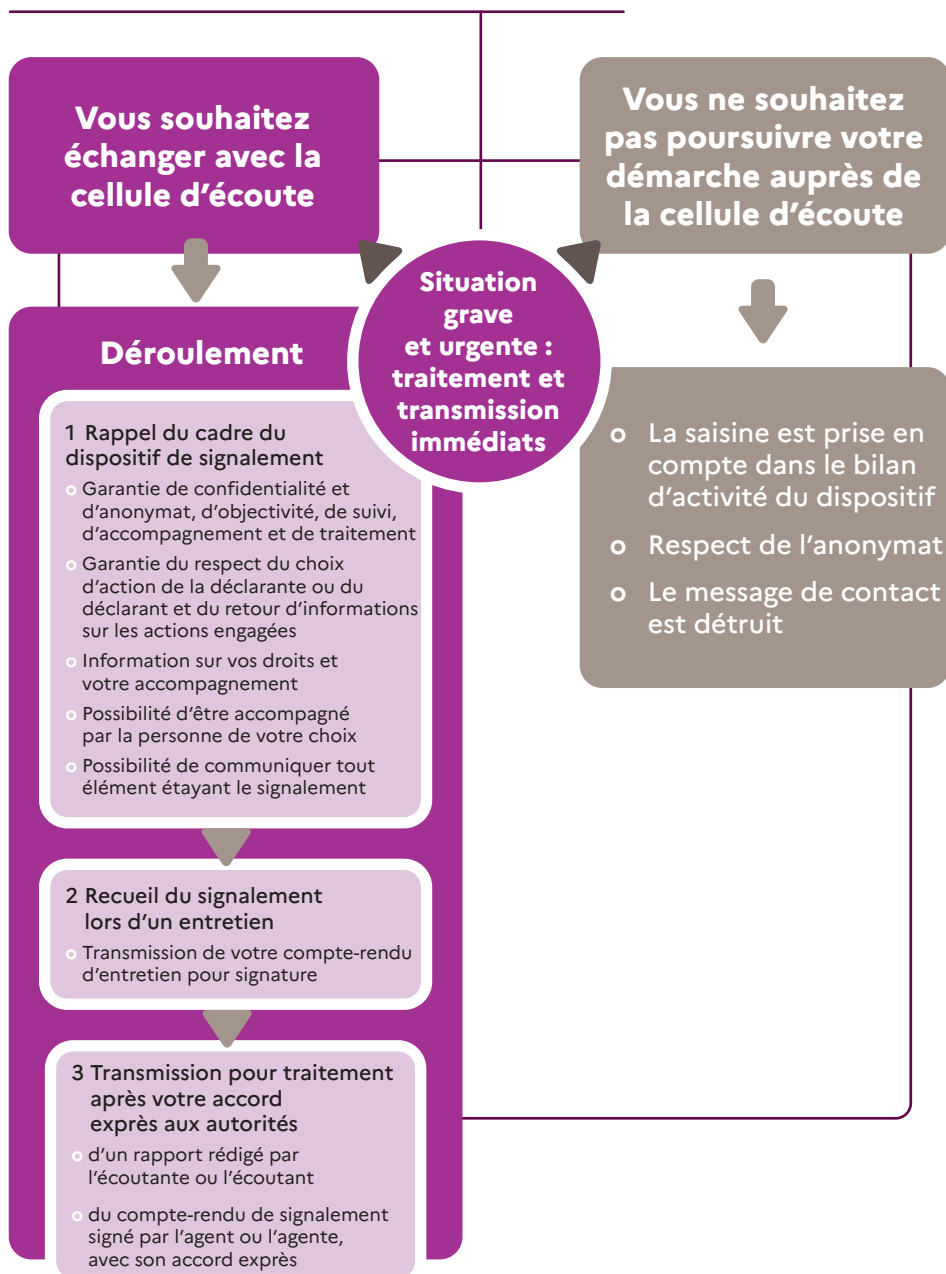 Vous souhaitez
échanger avec la
cellule d'écoute
Vous ne souhaitez
pas poursuivre votre
démarche auprès de
la cellule d'écoute
Situation
grave
et urgente :
traitement et
transmission
immédiats
Déroulement
1 Rappel du cadre du
dispositif de signalement
Garantie de confidentialité et
d'anonymat, d'objectivité, de suivi,
d'accompagnement et de traitement
Garantie du respect du choix
d'action de la déclarante ou du
déclarant et du retour d'informations
sur les actions engagées
Information sur vos droits et
votre accompagnement
Possibilité d'être accompagné
par la personne de votre choix
Possibilité de communiquer tout
élément étayant le signalement
2 Recueil du signalement
lors d'un entretien
Transmission de votre compte-rendu
d'entretien pour signature
3 Transmission pour traitement
après votre accord
exprès aux autorités
d'un rapport rédigé par
l'écoutante ou l'écoutant
du compte-rendu de signalement
signé par l'agent ou l'agente,
avec son accord exprès
La saisine est prise en
compte dans le bilan
d'activité du dispositif
Respect de l'anonymat
Le message de contact
est détruit